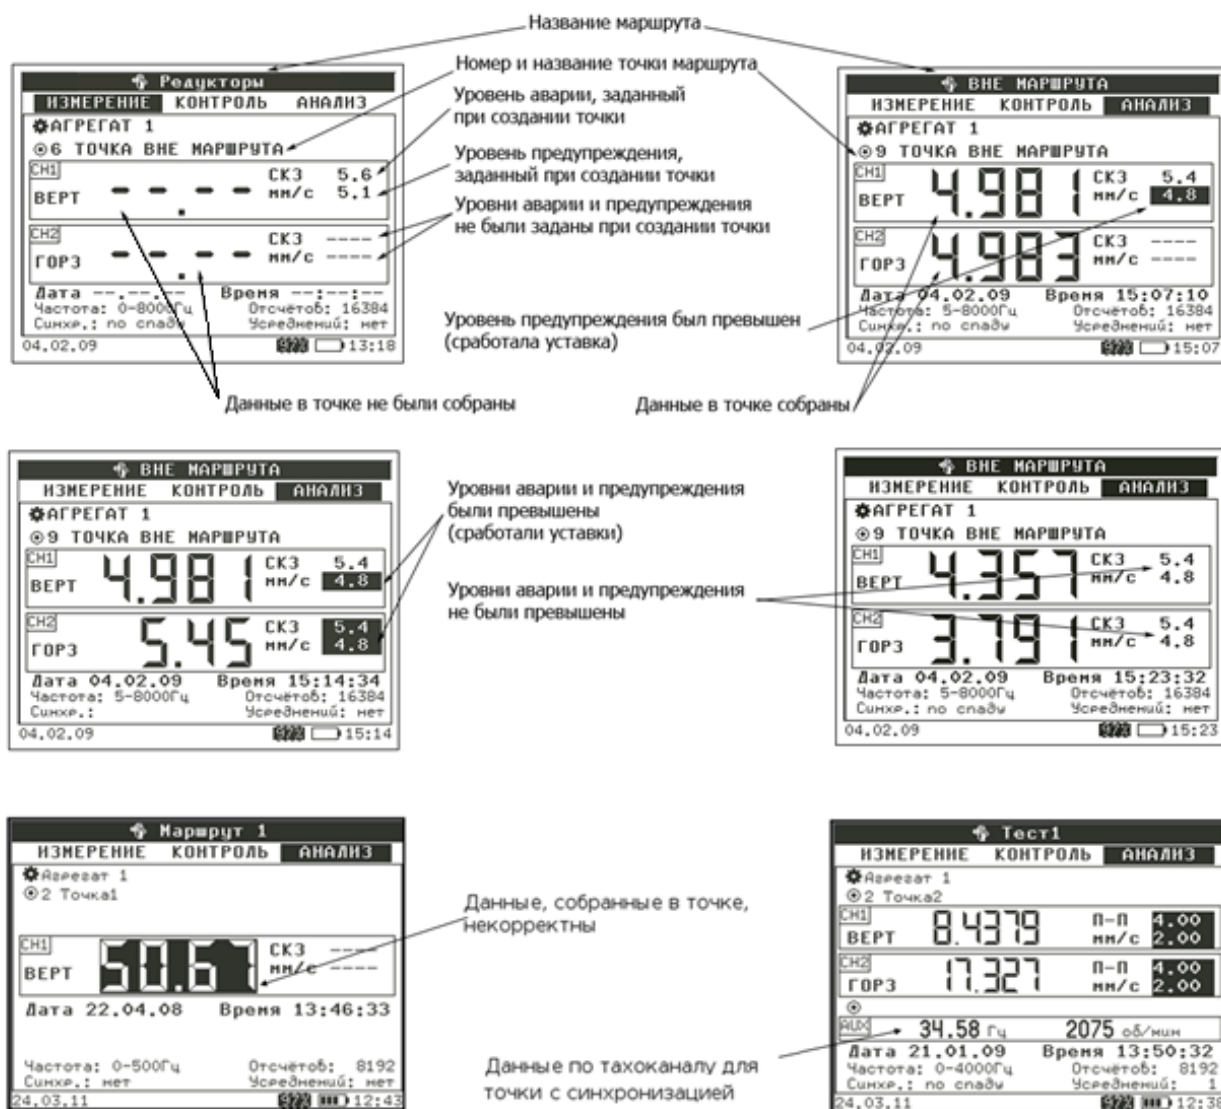 Название маршрута
Редукторы
ИЗМЕРЕНИЕ КОНТРОЛЬ АНАЛИЗ
АГРЕГАТ 1
6 ТОЧКА ВНЕ МАРШРУТА
CH1
ВЕРТ
-.---
СКЗ 5.6
мм/с 5.1
CH2
ГОРЗ
-.---
СКЗ ----
мм/с ----
Дата --.--.-- Время --:--:--
Частота: 0-8000Гц Отсчётов: 16384
Синхр.: по спаду Усреднений: нет
04.02.09 97% 13:18
Номер и название точки маршрута
Уровень аварии, заданный
при создании точки
Уровень предупреждения,
заданный при создании точки
Уровни аварии и предупреждения
не были заданы при создании точки
Уровень предупреждения был превышен
(сработала уставка)
ВНЕ МАРШРУТА
ИЗМЕРЕНИЕ КОНТРОЛЬ АНАЛИЗ
АГРЕГАТ 1
9 ТОЧКА ВНЕ МАРШРУТА
CH1
ВЕРТ 4.981
СКЗ 5.4
мм/с 4.8
CH2
ГОРЗ 4.983
СКЗ ----
мм/с ----
Дата 04.02.09 Время 15:07:10
Частота: 5-8000Гц Отсчётов: 16384
Синхр.: по спаду Усреднений: нет
04.02.09 97% 15:07
Данные в точке не были собраны
Данные в точке собраны
ВНЕ МАРШРУТА
ИЗМЕРЕНИЕ КОНТРОЛЬ АНАЛИЗ
АГРЕГАТ 1
9 ТОЧКА ВНЕ МАРШРУТА
CH1
ВЕРТ 4.981
СКЗ 5.4
мм/с 4.8
CH2
ГОРЗ 5.45
СКЗ 5.4
мм/с 4.8
Дата 04.02.09 Время 15:14:34
Частота: 5-8000Гц Отсчётов: 16384
Синхр.: Усреднений: нет
04.02.09 97% 15:14
Уровни аварии и предупреждения
были превышены
(сработали уставки)
Уровни аварии и предупреждения
не были превышены
ВНЕ МАРШРУТА
ИЗМЕРЕНИЕ КОНТРОЛЬ АНАЛИЗ
АГРЕГАТ 1
9 ТОЧКА ВНЕ МАРШРУТА
CH1
ВЕРТ 4.357
СКЗ 5.4
мм/с 4.8
CH2
ГОРЗ 3.791
СКЗ 5.4
мм/с 4.8
Дата 04.02.09 Время 15:23:32
Частота: 5-8000Гц Отсчётов: 16384
Синхр.: по спаду Усреднений: нет
04.02.09 97% 15:23
Маршрут 1
ИЗМЕРЕНИЕ КОНТРОЛЬ АНАЛИЗ
Агрегат 1
2 Точка1
CH1
ВЕРТ
СКЗ ----
мм/с ----
Дата 22.04.08 Время 13:46:33
Частота: 0-500Гц Отсчётов: 8192
Синхр.: нет Усреднений: нет
24.03.11 97% 12:43
Данные, собранные в точке,
некорректны
Данные по тахоканалу для
точки с синхронизацией
Тест1
ИЗМЕРЕНИЕ КОНТРОЛЬ АНАЛИЗ
Агрегат 1
2 Точка2
CH1
ВЕРТ 8.4379
П-П 4.00
мм/с 2.00
CH2
ГОРЗ 17.327
П-П 4.00
мм/с 2.00
AUX 34.58 Гц 2075 об/мин
Дата 21.01.09 Время 13:50:32
Частота: 0-4000Гц Отсчётов: 8192
Синхр.: по спаду Усреднений: 1
24.03.11 97% 12:38